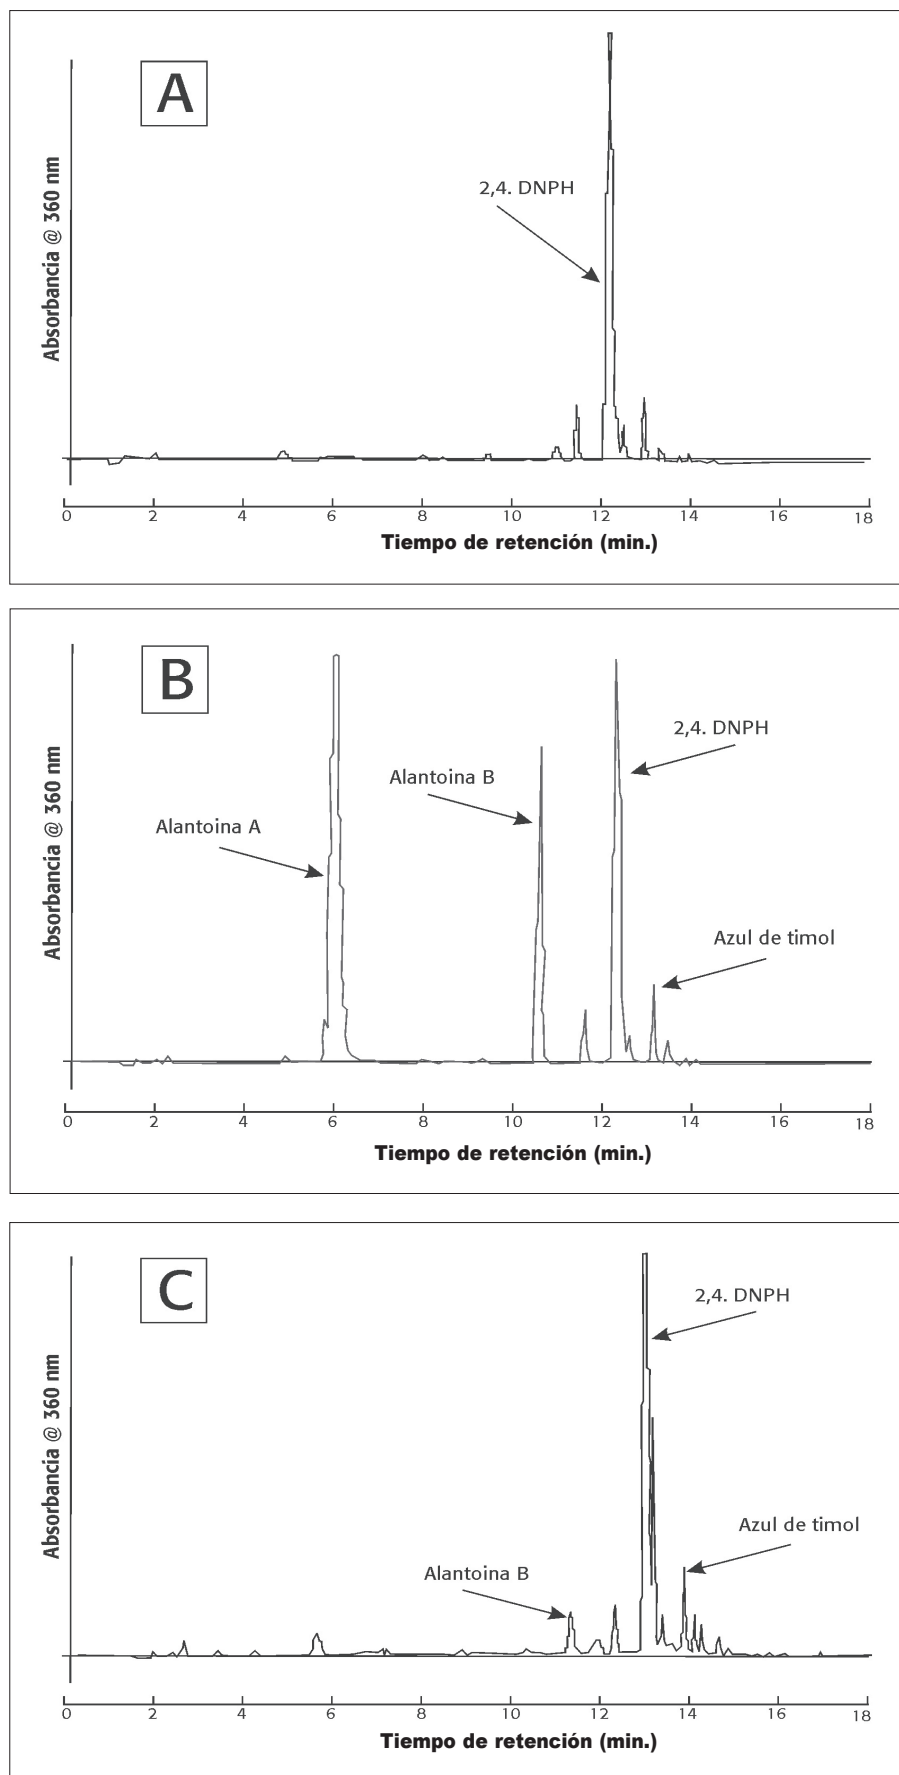 A
2,4. DNPH
Absorbancia @ 360 nm
0 2 4 6 8 10 12 14 16 18
Tiempo de retención (min.)
B
2,4. DNPH
Alantoina B
Alantoina A
Azul de timol
Absorbancia @ 360 nm
0 2 4 6 8 10 12 14 16 18
Tiempo de retención (min.)
C
2,4. DNPH
Azul de timol
Alantoina B
Absorbancia @ 360 nm
0 2 4 6 8 10 12 14 16 18
Tiempo de retención (min.)